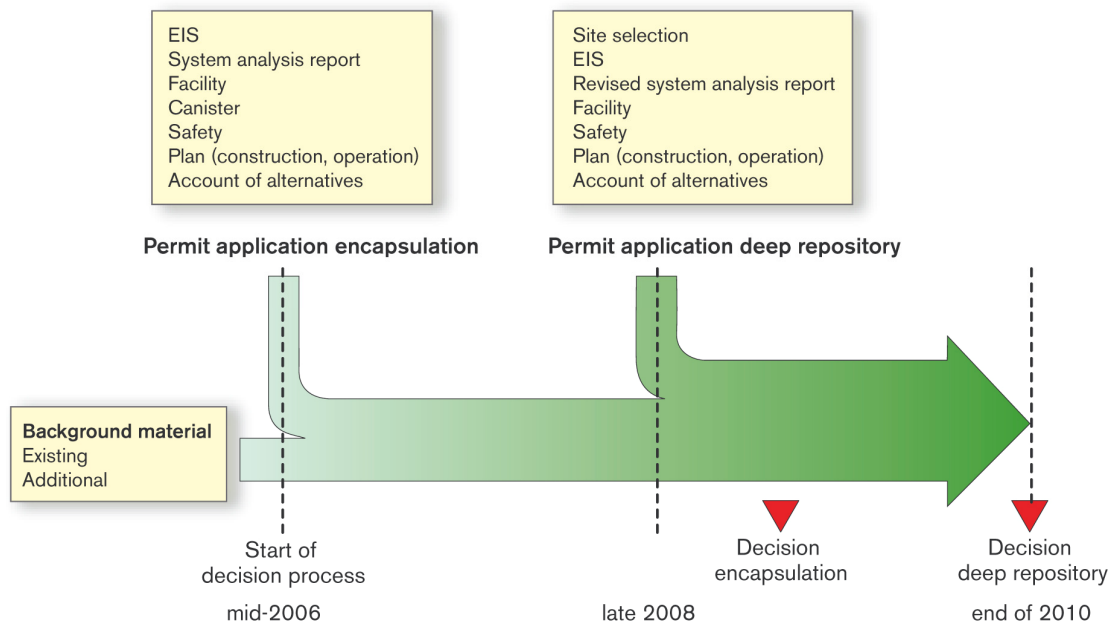 EIS
System analysis report
Facility
Canister
Safety
Plan (construction, operation)
Account of alternatives
Site selection
EIS
Revised system analysis report
Facility
Safety
Plan (construction, operation)
Account of alternatives
Permit application encapsulation
Permit application deep repository
Background material
Existing
Additional
Start of
decision process
mid-2006
late 2008
Decision
encapsulation
Decision
deep repository
end of 2010